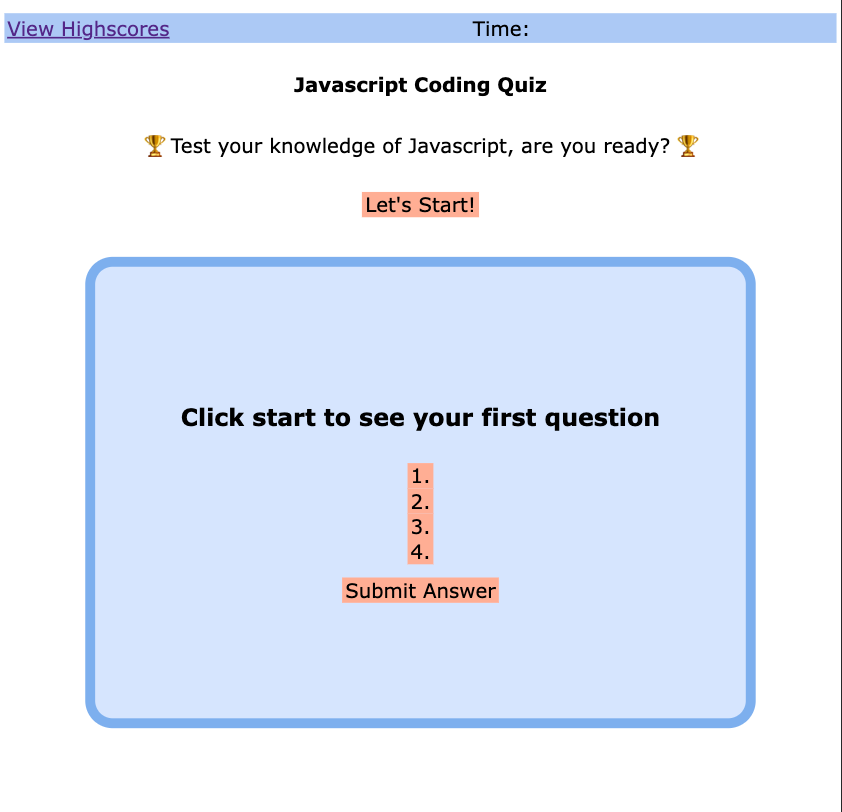 View Highscores Time:
Javascript Coding Quiz
🏆 Test your knowledge of Javascript, are you ready? 🏆
Let's Start!
Click start to see your first question
1.
2.
3.
4.
Submit Answer